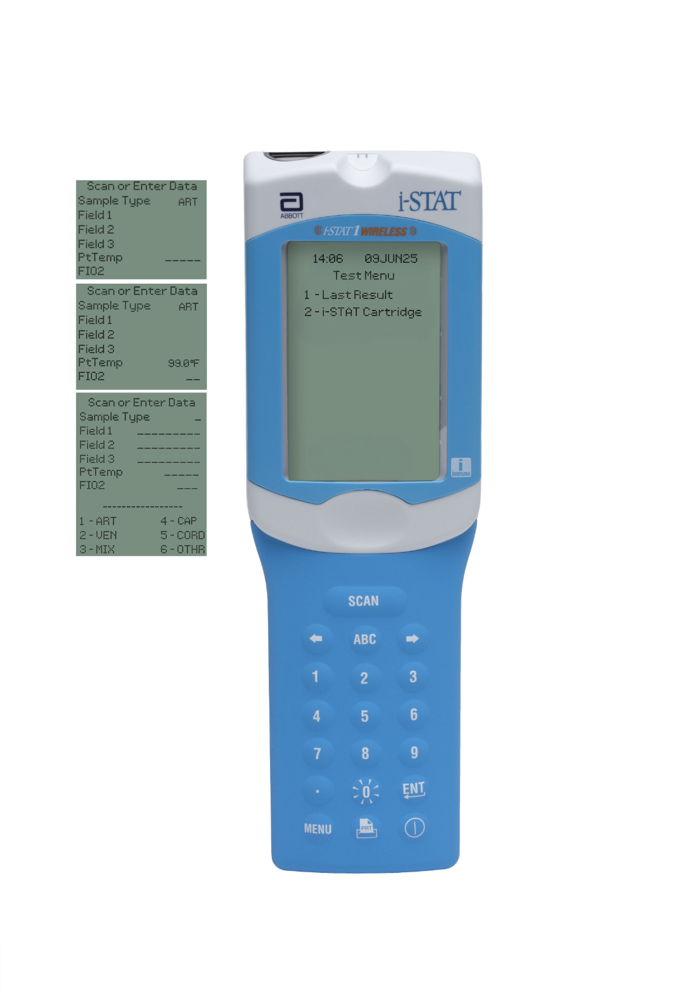 Scan or Enter Data
Sample Type ART
Field 1
Field 2
Field 3
PtTemp _____
FIO2
Scan or Enter Data
Sample Type ART
Field 1
Field 2
Field 3
PtTemp 99.0°F
FIO2 __
Scan or Enter Data
Sample Type _
Field 1 _________
Field 2 _________
Field 3 _________
PtTemp _____
FIO2 ___
-----------------
1 - ART 4 - CAP
2 - VEN 5 - CORD
3 - MIX 6 - OTHR
ABBOTT
i-STAT
i-STAT 1 WIRELESS
14:06 09JUN25
Test Menu
1 - Last Result
2 - i-STAT Cartridge
i
immuno
SCAN
ABC
1 2 3
4 5 6
7 8 9
. 0 ENT
MENU PRT